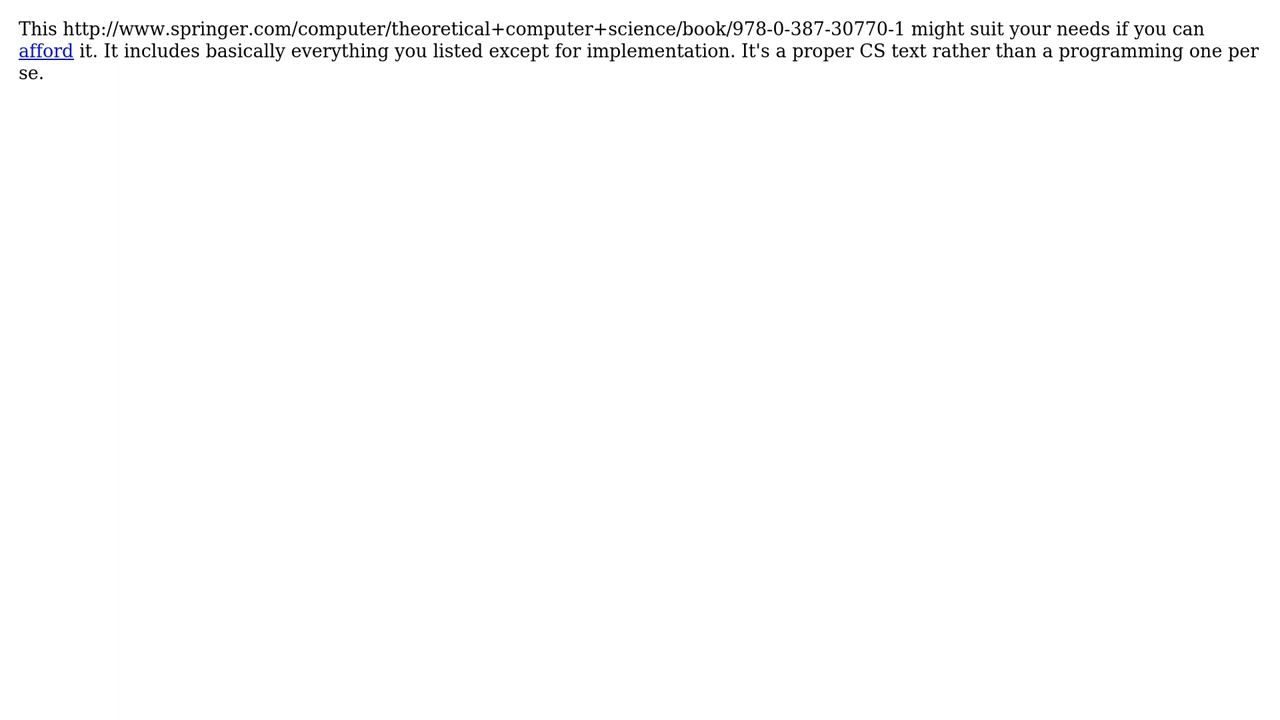 This http://www.springer.com/computer/theoretical+computer+science/book/978-0-387-30770-1 might suit your needs if you can
afford it. It includes basically everything you listed except for implementation. It's a proper CS text rather than a programming one per
se.